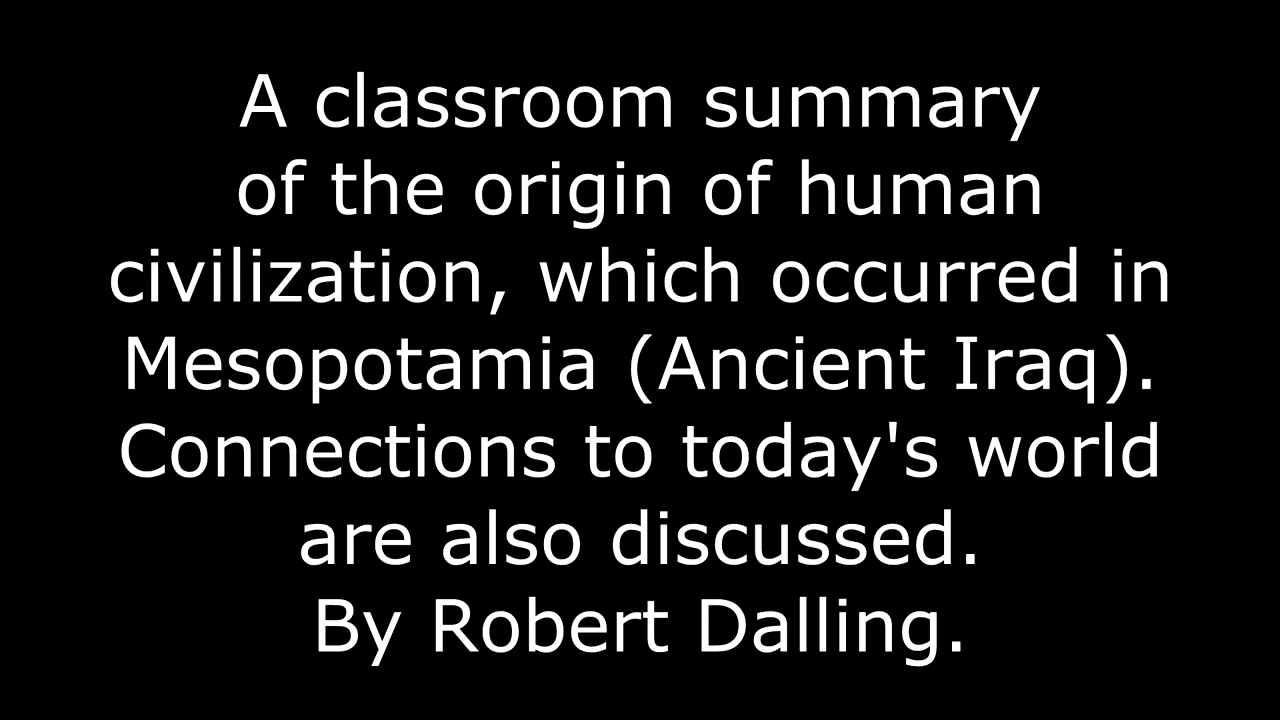 A classroom summary
of the origin of human
civilization, which occurred in
Mesopotamia (Ancient Iraq).
Connections to today's world
are also discussed.
By Robert Dalling.